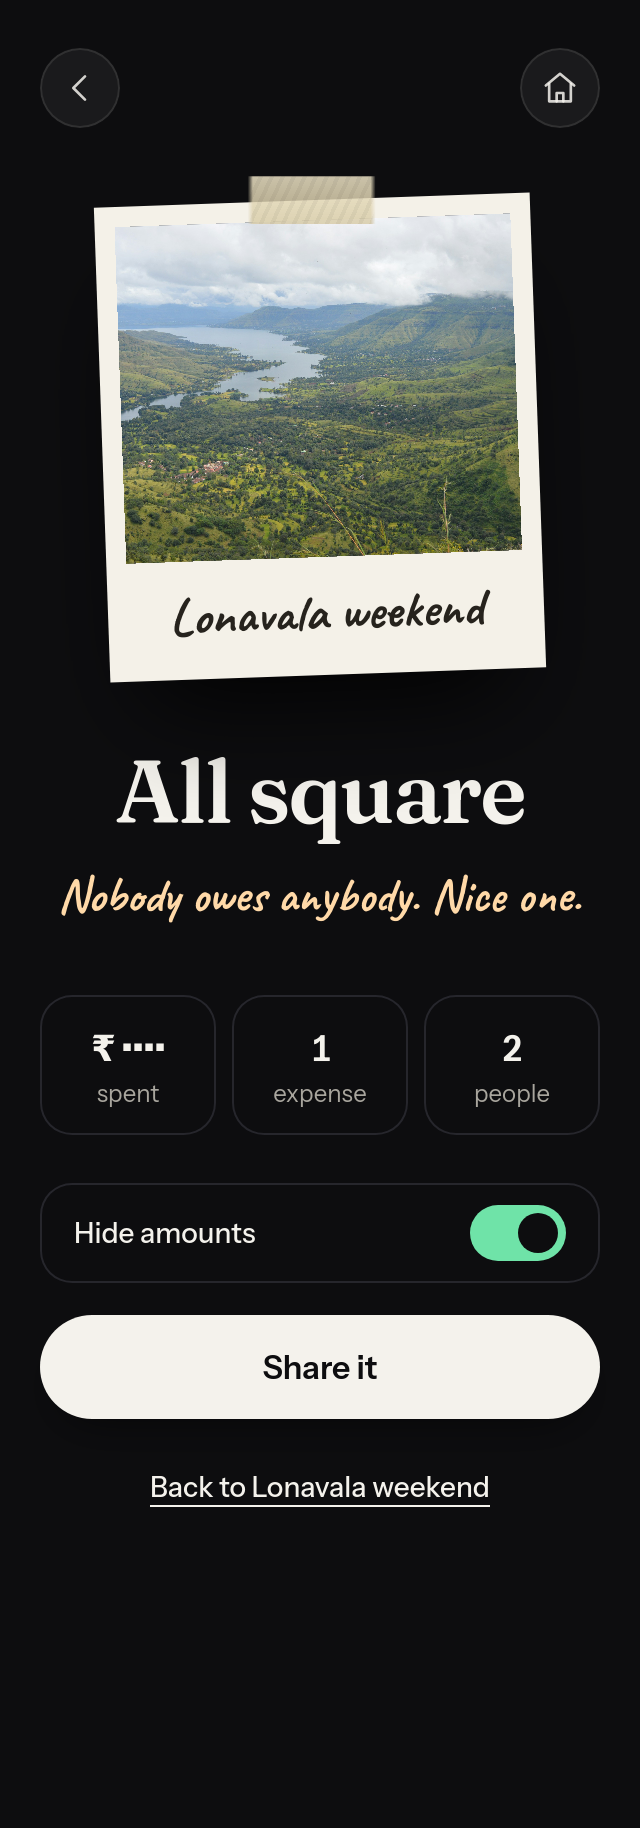 Lonavala weekend
All square
Nobody owes anybody. Nice one.
₹ ····
spent
1
expense
2
people
Hide amounts
Share it
Back to Lonavala weekend